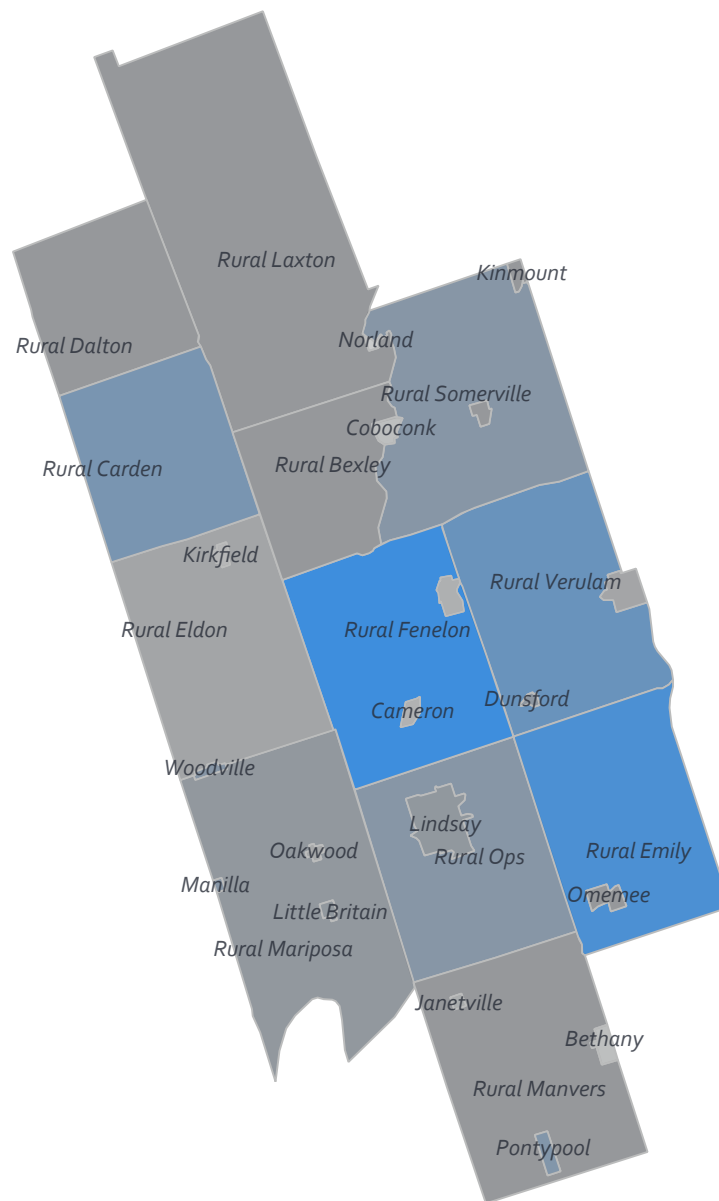 Rural Laxton
Kinmount
Norland
Rural Dalton
Rural Somerville
Coboconk
Rural Bexley
Rural Carden
Kirkfield
Rural Verulam
Rural Eldon
Rural Fenelon
Dunsford
Cameron
Woodville
Lindsay
Oakwood
Rural Emily
Rural Ops
Manilla
Omemee
Little Britain
Rural Mariposa
Janetville
Bethany
Rural Manvers
Pontypool